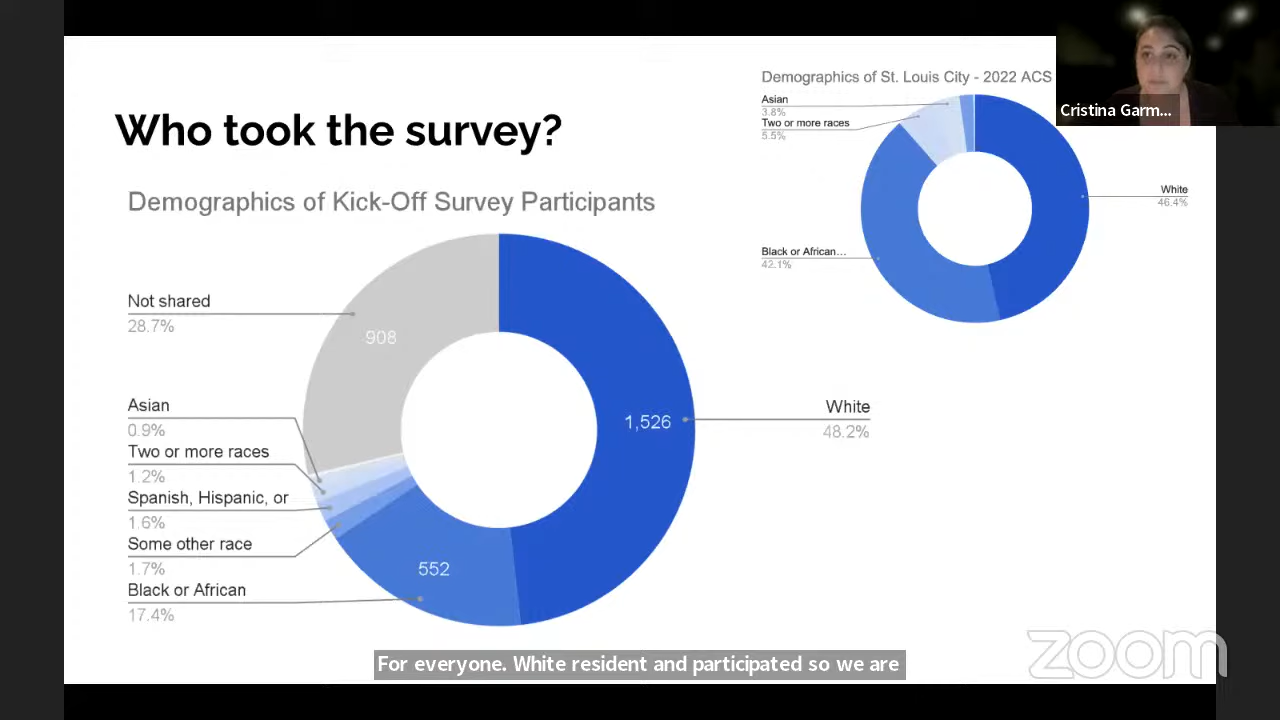 Demographics of St. Louis City - 2022 ACS
Asian
3.8%
Two or more races
5.5%
White
46.4%
Black or African...
42.1%
Cristina Garm...
Who took the survey?
Demographics of Kick-Off Survey Participants
Not shared
28.7%
908
Asian
0.9%
Two or more races
1.2%
Spanish, Hispanic, or
1.6%
Some other race
1.7%
Black or African
17.4%
552
1,526
White
48.2%
For everyone. White resident and participated so we are
zoom